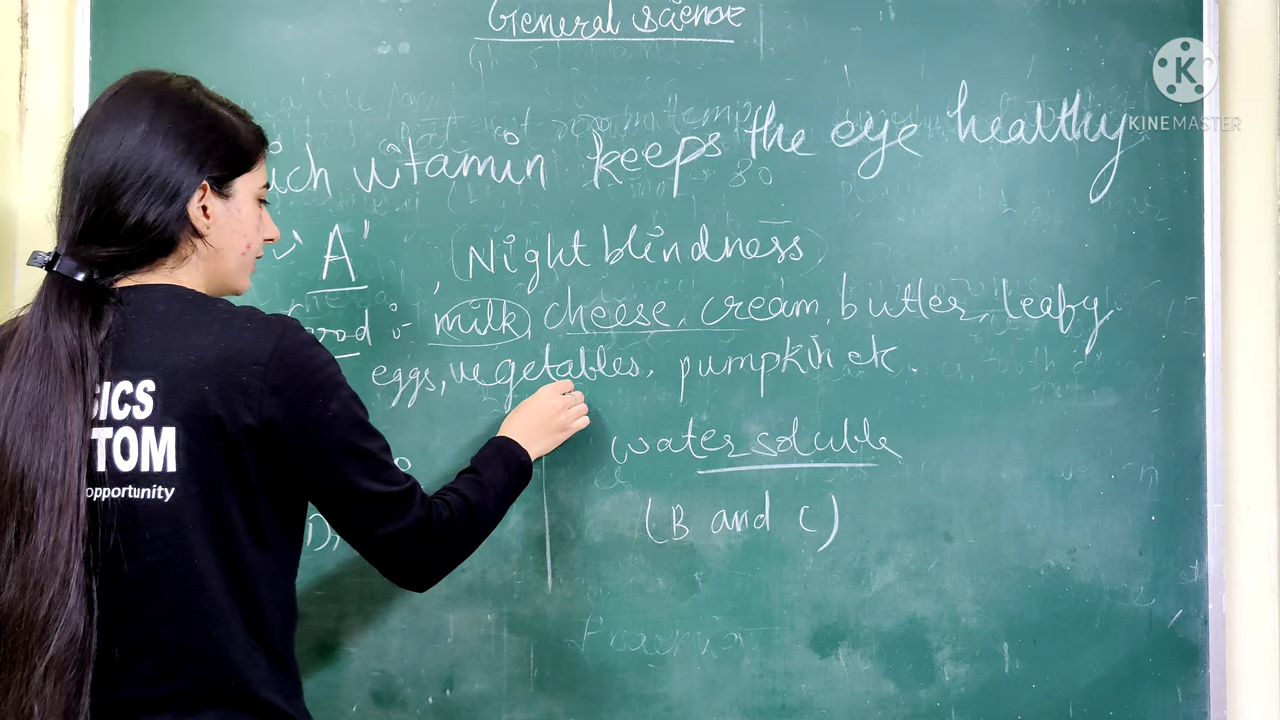 General science
ich vitamin keeps the eye healthy
'A' (Night blindness)
food :- milk, cheese, cream, butter, leafy
eggs, vegetables, pumpkin etc.
water soluble
(B and C)
D,
SICS
TOM
opportunity
K
KINEMASTER